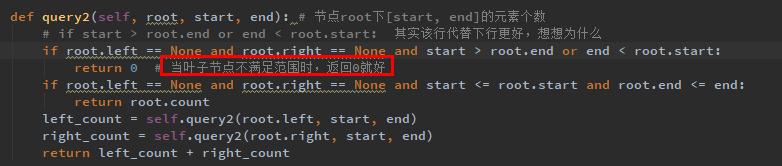 def query2(self, root, start, end): # 节点root下[start, end]的元素个数
# if start > root.end or end < root.start:  其实该行代替下行更好，想想为什么
if root.left == None and root.right == None and start > root.end or end < root.start:
return 0  # 当叶子节点不满足范围时，返回0就好
if root.left == None and root.right == None and start <= root.start and root.end <= end:
return root.count
left_count = self.query2(root.left, start, end)
right_count = self.query2(root.right, start, end)
return left_count + right_count